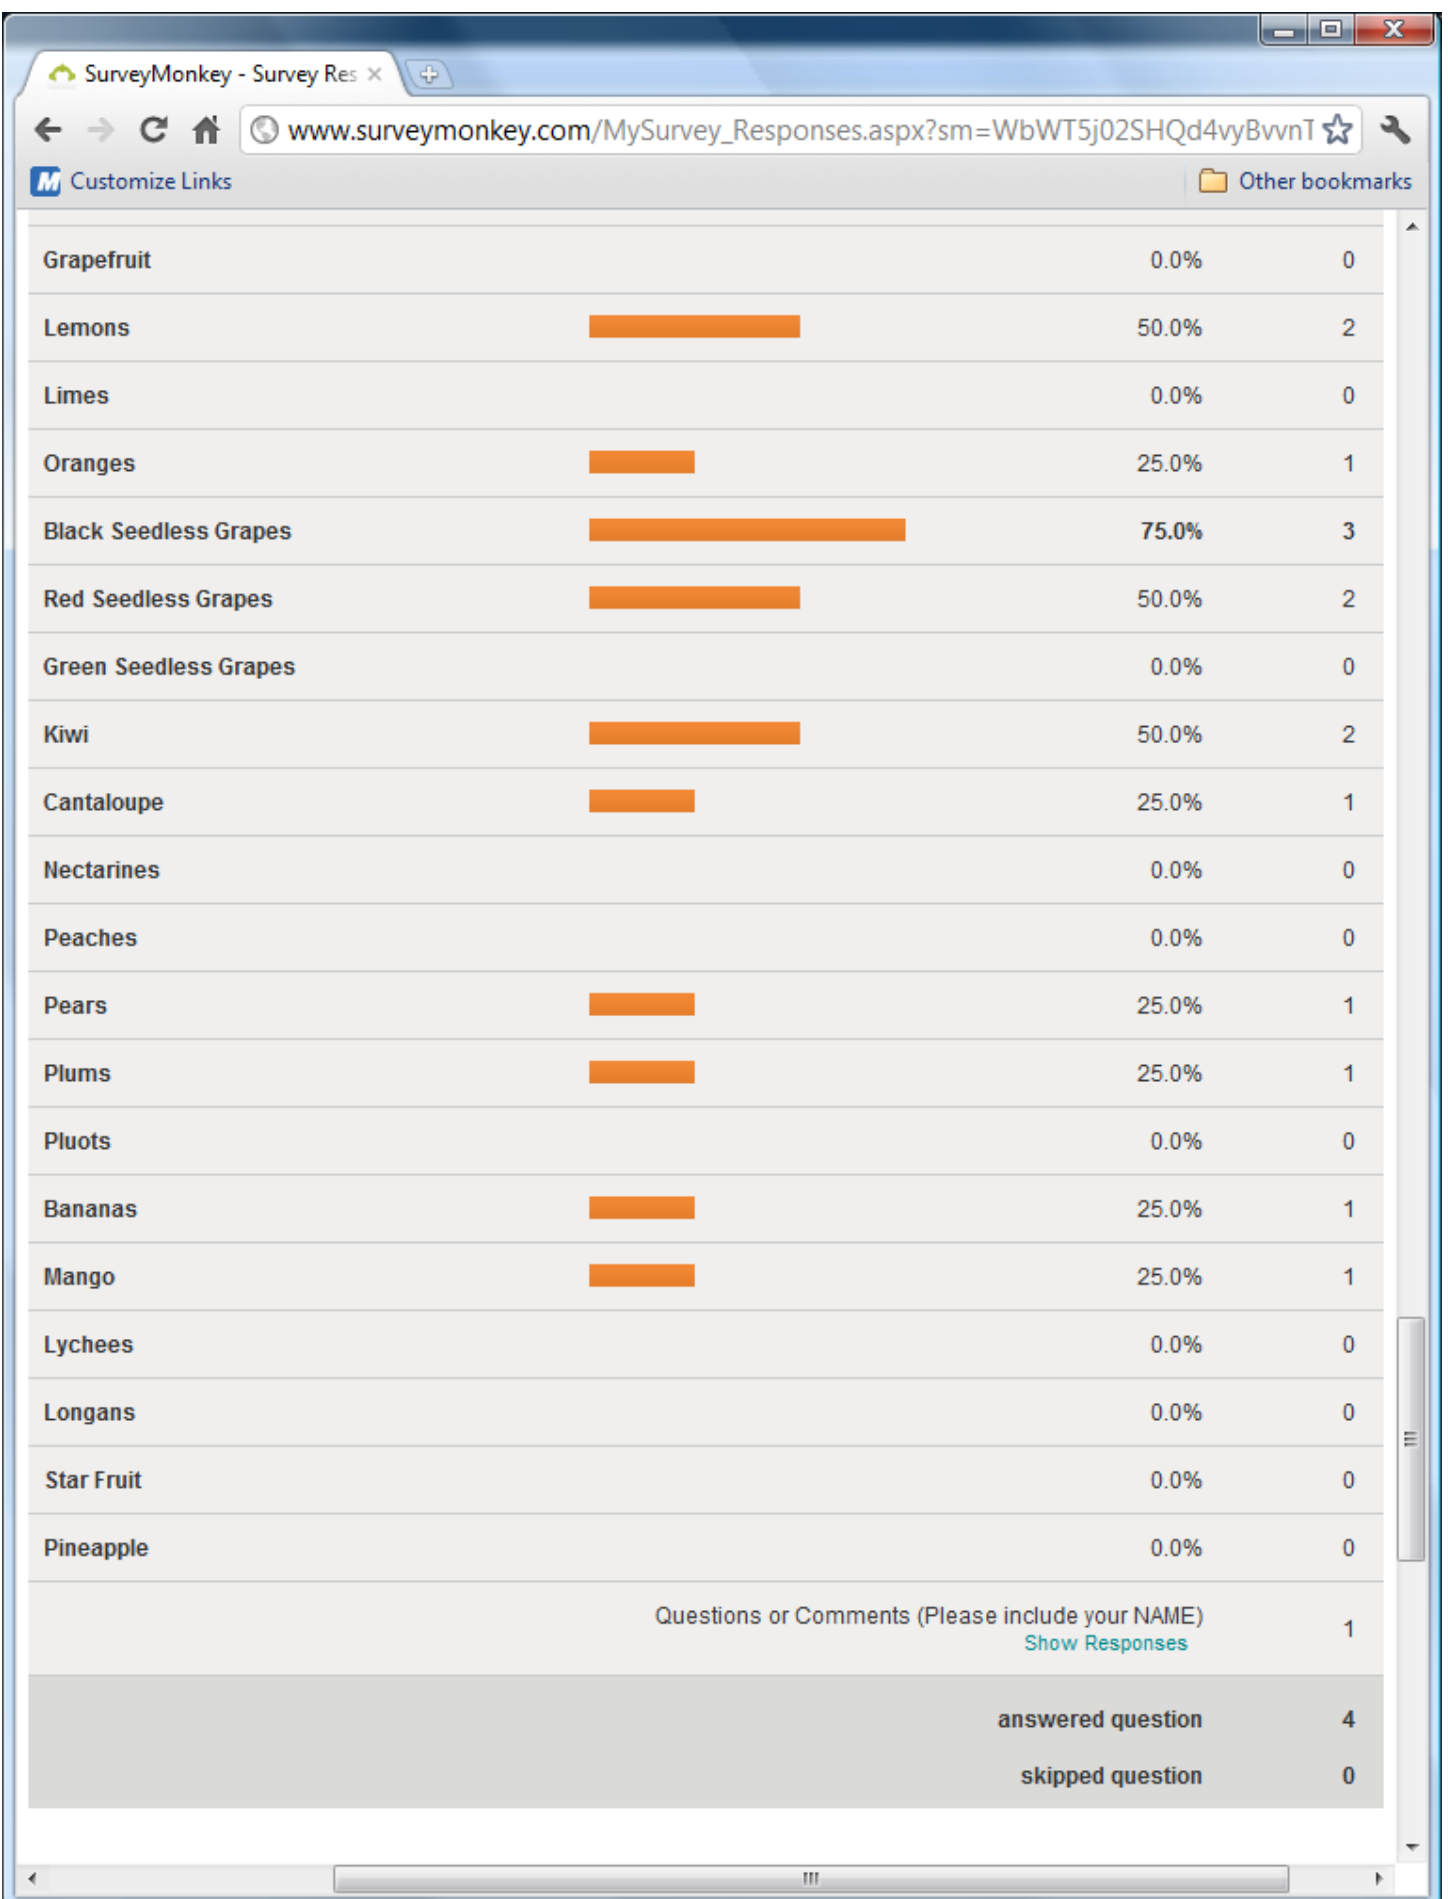 SurveyMonkey - Survey Res
www.surveymonkey.com/MySurvey_Responses.aspx?sm=WbWT5j02SHQd4vyBvvnT
Customize Links Other bookmarks
Grapefruit 0.0% 0
Lemons 50.0% 2
Limes 0.0% 0
Oranges 25.0% 1
Black Seedless Grapes 75.0% 3
Red Seedless Grapes 50.0% 2
Green Seedless Grapes 0.0% 0
Kiwi 50.0% 2
Cantaloupe 25.0% 1
Nectarines 0.0% 0
Peaches 0.0% 0
Pears 25.0% 1
Plums 25.0% 1
Pluots 0.0% 0
Bananas 25.0% 1
Mango 25.0% 1
Lychees 0.0% 0
Longans 0.0% 0
Star Fruit 0.0% 0
Pineapple 0.0% 0
Questions or Comments (Please include your NAME) 1
Show Responses
answered question 4
skipped question 0